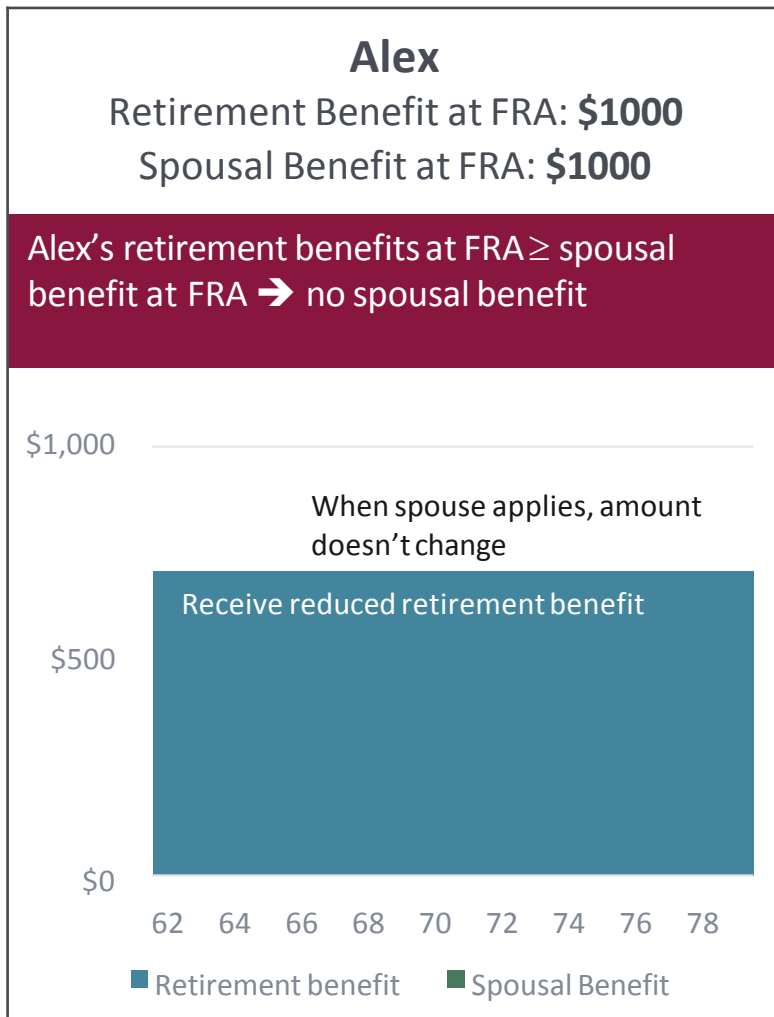 Alex
Retirement Benefit at FRA: $1000
Spousal Benefit at FRA: $1000
Alex’s retirement benefits at FRA ≥ spousal
benefit at FRA ➔ no spousal benefit
$1,000
When spouse applies, amount
doesn’t change
Receive reduced retirement benefit
$500
$0
62 64 66 68 70 72 74 76 78
Retirement benefit Spousal Benefit